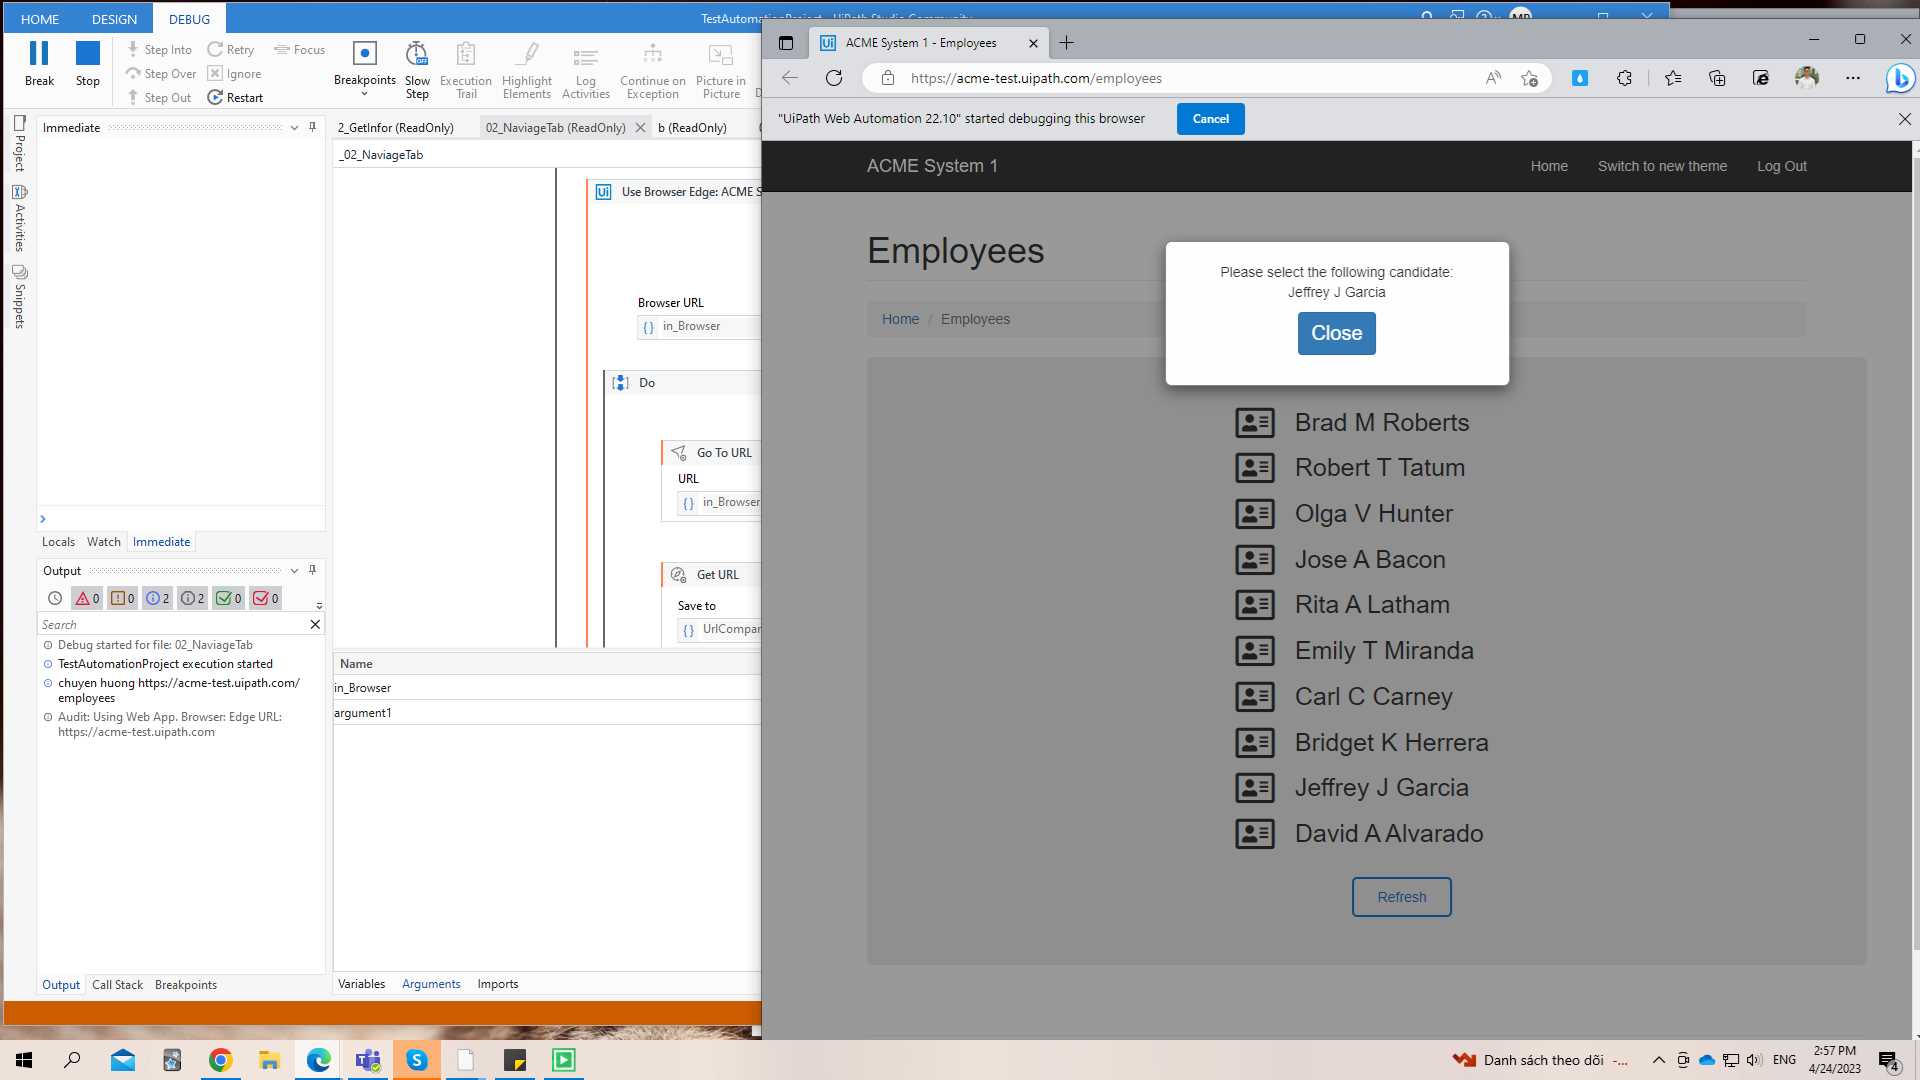 HOME DESIGN DEBUG
TestAutomationProject - UiPath Studio Community
Break
Stop
Step Into
Step Over
Step Out
Retry
Ignore
Restart
Focus
Breakpoints
Slow Step
Execution Trail
Highlight Elements
Log Activities
Continue on Exception
Picture in Picture
Project
Activities
Snippets
Immediate
Locals Watch Immediate
Output
0 0 2 2 0 0
Search
Debug started for file: 02_NaviageTab
TestAutomationProject execution started
chuyen huong https://acme-test.uipath.com/
employees
Audit: Using Web App. Browser: Edge URL:
https://acme-test.uipath.com
Output Call Stack Breakpoints
2_GetInfor (ReadOnly) 02_NaviageTab (ReadOnly) b (ReadOnly)
_02_NaviageTab
Use Browser Edge: ACME S
Browser URL
in_Browser
Do
Go To URL
URL
in_Browser
Get URL
Save to
UrlCompar
Name
in_Browser
argument1
Variables Arguments Imports
ACME System 1 - Employees
https://acme-test.uipath.com/employees
"UiPath Web Automation 22.10" started debugging this browser
Cancel
ACME System 1
Home Switch to new theme Log Out
Employees
Home / Employees
Please select the following candidate:
Jeffrey J Garcia
Close
Brad M Roberts
Robert T Tatum
Olga V Hunter
Jose A Bacon
Rita A Latham
Emily T Miranda
Carl C Carney
Bridget K Herrera
Jeffrey J Garcia
David A Alvarado
Refresh
Danh sách theo dõi -...
ENG
2:57 PM
4/24/2023
4